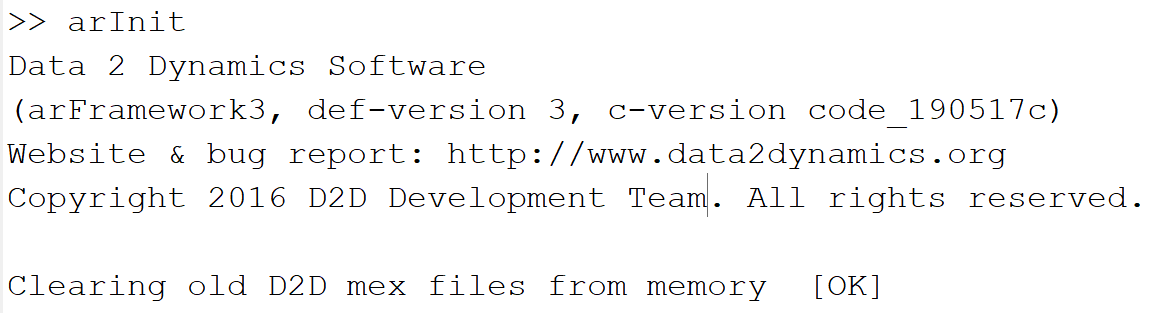 >> arInit
Data 2 Dynamics Software
(arFramework3, def-version 3, c-version code_190517c)
Website & bug report: http://www.data2dynamics.org
Copyright 2016 D2D Development Team. All rights reserved.
Clearing old D2D mex files from memory  [OK]